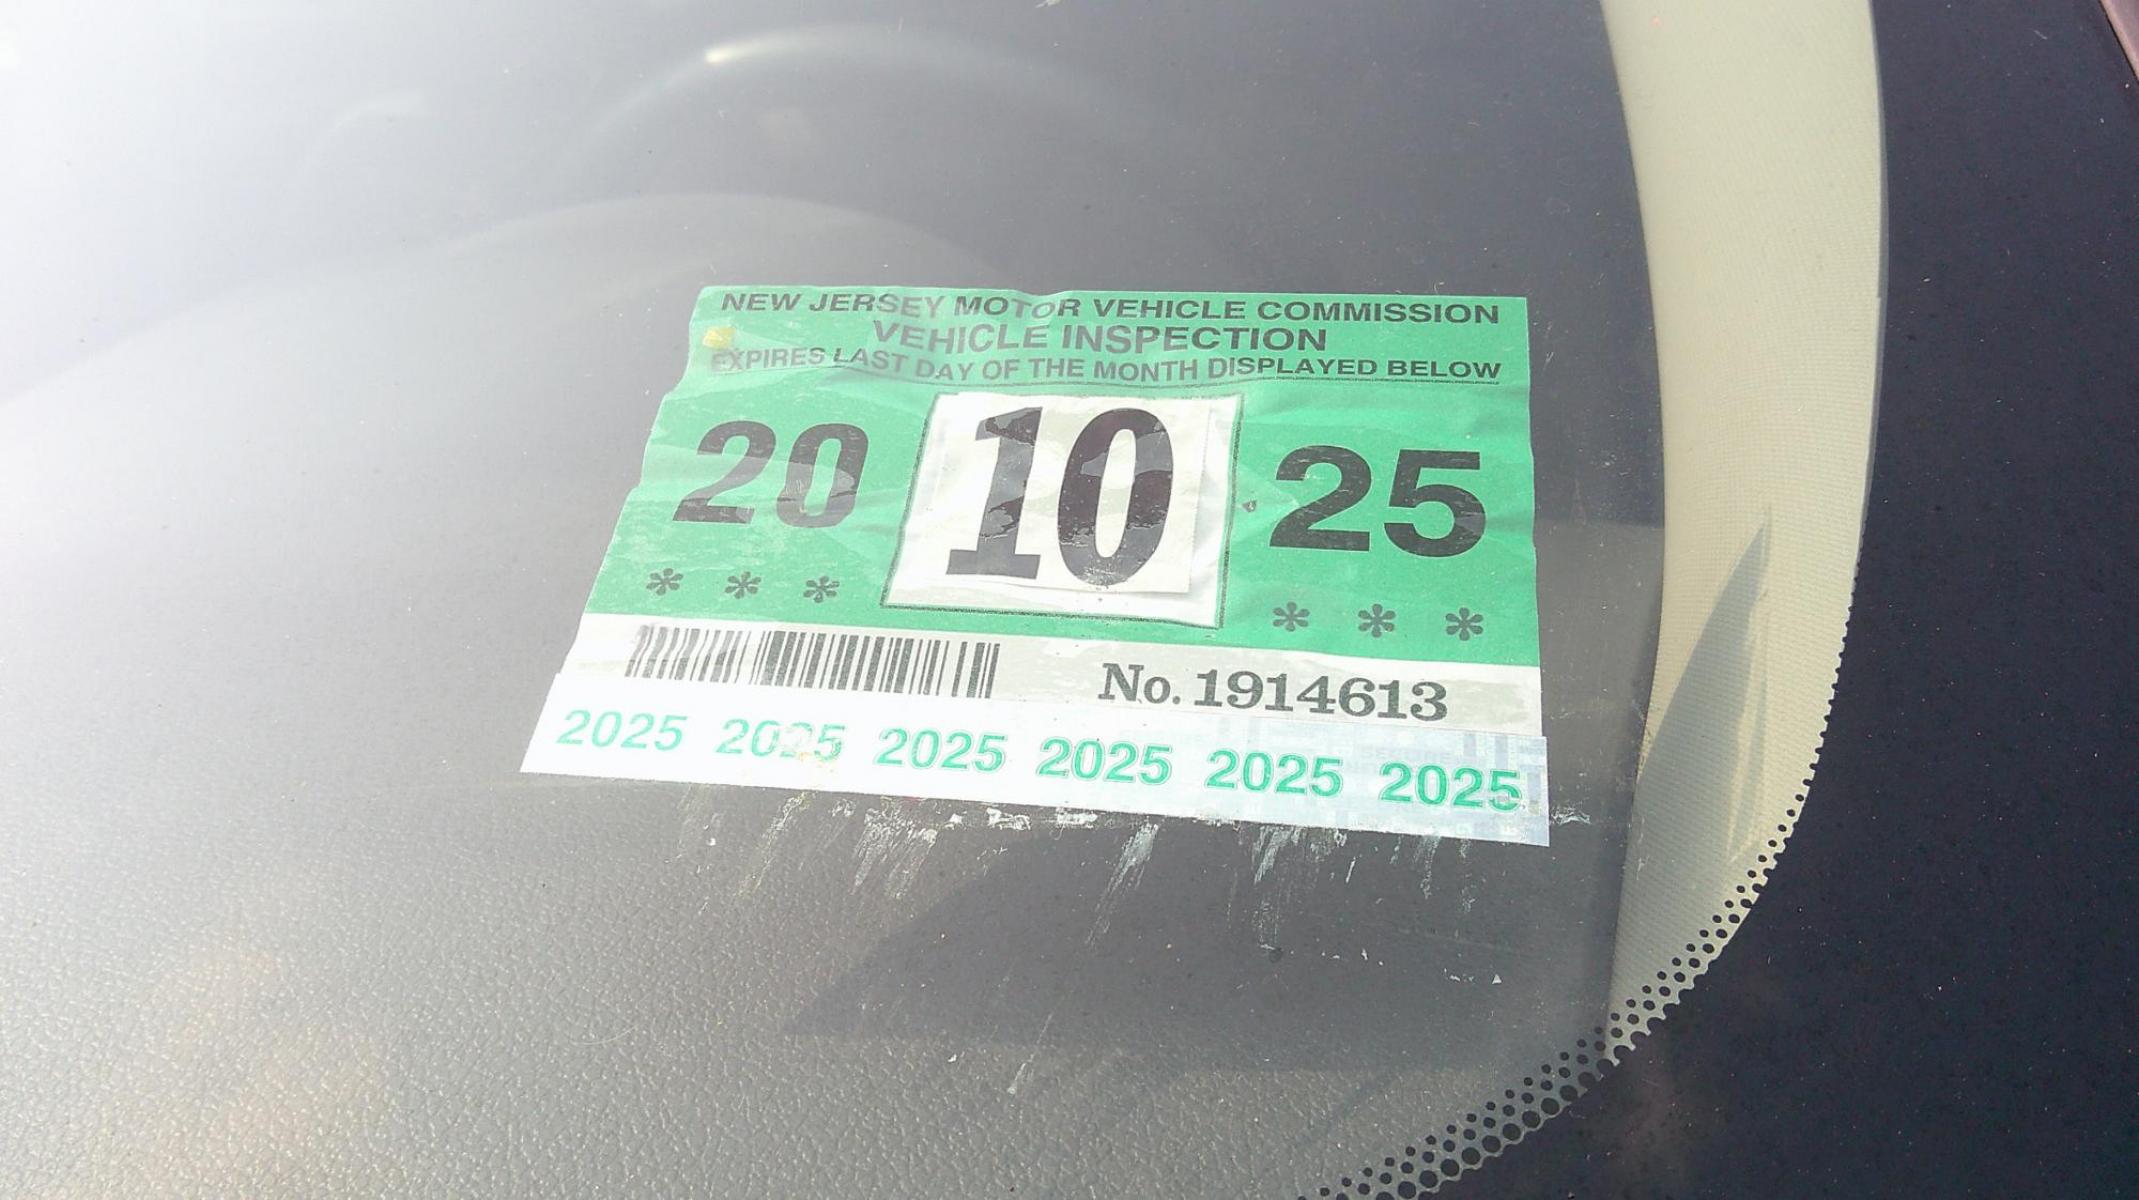 NEW JERSEY MOTOR VEHICLE COMMISSION
VEHICLE INSPECTION
EXPIRES LAST DAY OF THE MONTH DISPLAYED BELOW
20 10 25
* * * * * *
No. 1914613
2025 2025 2025 2025 2025 2025